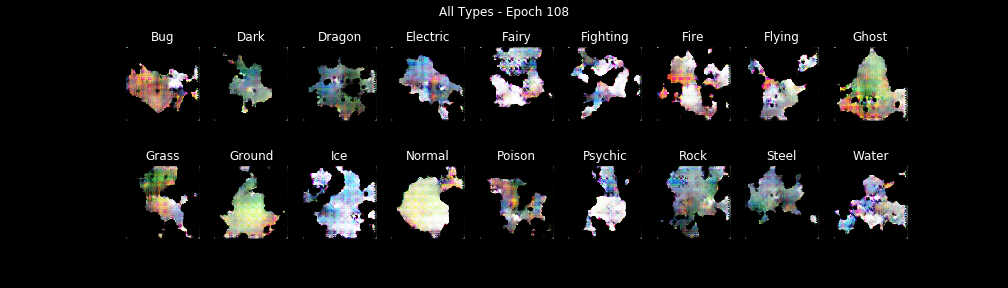 All Types - Epoch 108
Bug Dark Dragon Electric Fairy Fighting Fire Flying Ghost
Grass Ground Ice Normal Poison Psychic Rock Steel Water